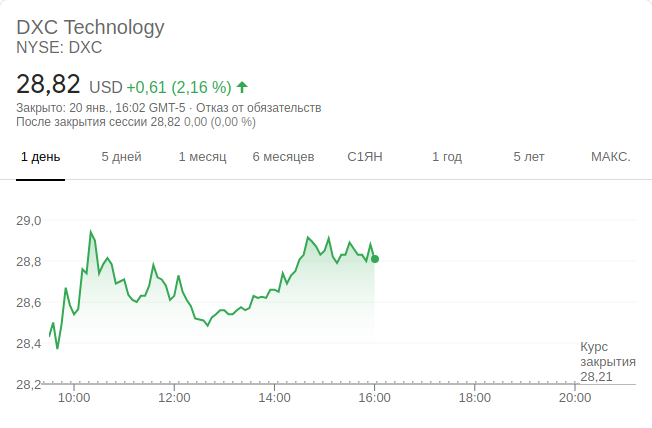 DXC Technology
NYSE: DXC
28,82 USD +0,61 (2,16 %)
Закрыто: 20 янв., 16:02 GMT-5 · Отказ от обязательств
После закрытия сессии 28,82 0,00 (0,00 %)
1 день 5 дней 1 месяц 6 месяцев С1ЯН 1 год 5 лет МАКС.
29,0
28,8
28,6
28,4
28,2
Курс
закрытия
28,21
10:00 12:00 14:00 16:00 18:00 20:00